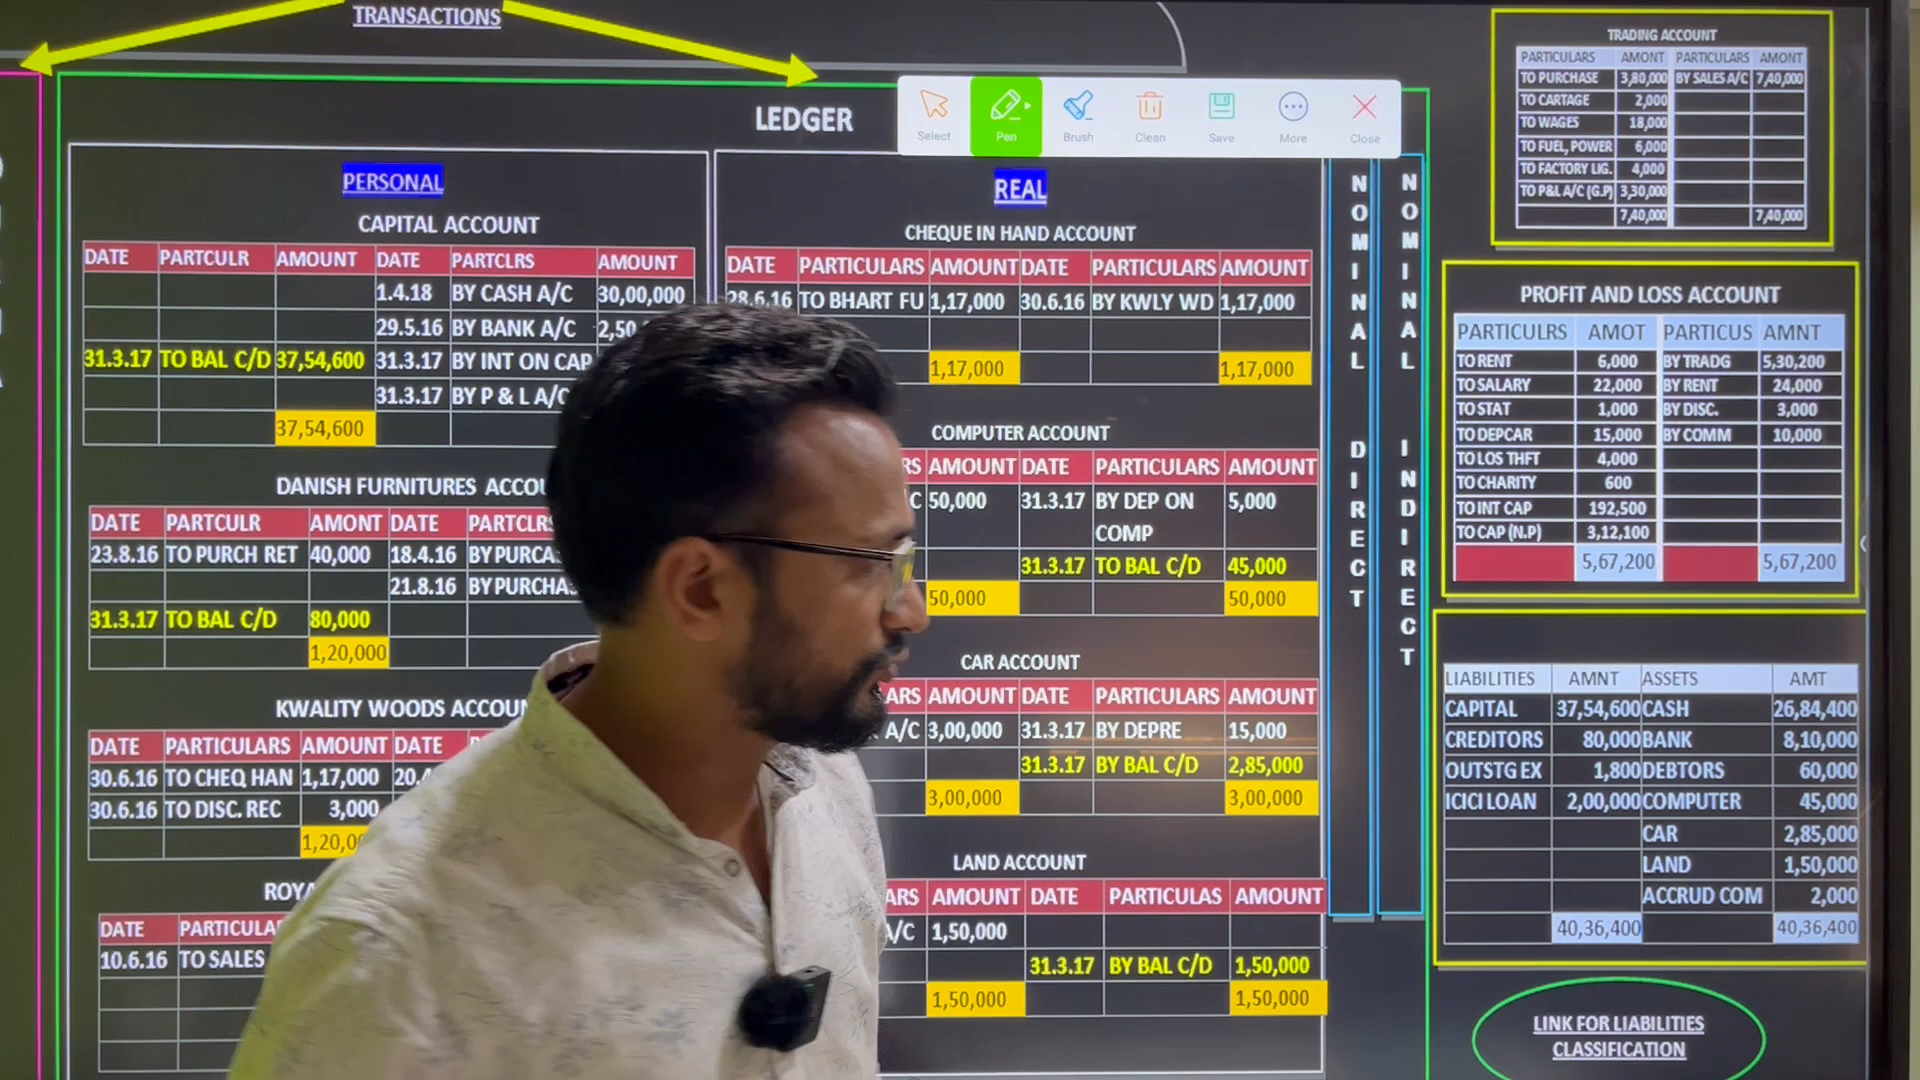 TRANSACTIONS
LEDGER
Select Pen Brush Clean Save More Close
PERSONAL
CAPITAL ACCOUNT
DATE PARTCULR AMOUNT DATE PARTCLRS AMOUNT
1.4.18 BY CASH A/C 30,00,000
29.5.16 BY BANK A/C 2,50
31.3.17 TO BAL C/D 37,54,600 31.3.17 BY INT ON CAP
31.3.17 BY P & L A/C
37,54,600
DANISH FURNITURES ACCOU
DATE PARTCULR AMONT DATE PARTCLRS
23.8.16 TO PURCH RET 40,000 18.4.16 BY PURCA
21.8.16 BY PURCHA
31.3.17 TO BAL C/D 80,000
1,20,000
KWALITY WOODS ACCOUN
DATE PARTICULARS AMOUNT DATE
30.6.16 TO CHEQ HAN 1,17,000 20.4
30.6.16 TO DISC. REC 3,000
1,20,00
ROYA
DATE PARTICULA
10.6.16 TO SALES
REAL
CHEQUE IN HAND ACCOUNT
DATE PARTICULARS AMOUNT DATE PARTICULARS AMOUNT
28.6.16 TO BHART FU 1,17,000 30.6.16 BY KWLY WD 1,17,000
1,17,000 1,17,000
COMPUTER ACCOUNT
RS AMOUNT DATE PARTICULARS AMOUNT
C 50,000 31.3.17 BY DEP ON 5,000
COMP
31.3.17 TO BAL C/D 45,000
50,000 50,000
CAR ACCOUNT
ARS AMOUNT DATE PARTICULARS AMOUNT
A/C 3,00,000 31.3.17 BY DEPRE 15,000
31.3.17 BY BAL C/D 2,85,000
3,00,000 3,00,000
LAND ACCOUNT
ARS AMOUNT DATE PARTICULAS AMOUNT
A/C 1,50,000
31.3.17 BY BAL C/D 1,50,000
1,50,000 1,50,000
NOMINAL DIRECT
NOMINAL INDIRECT
TRADING ACCOUNT
PARTICULARS AMONT PARTICULARS AMONT
TO PURCHASE 3,80,000 BY SALES A/C 7,40,000
TO CARTAGE 2,000
TO WAGES 18,000
TO FUEL, POWER 6,000
TO FACTORY LIG. 4,000
TO P&L A/C (G.P) 3,30,000
7,40,000 7,40,000
PROFIT AND LOSS ACCOUNT
PARTICULRS AMOT PARTICUS AMNT
TO RENT 6,000 BY TRADG 5,30,200
TO SALARY 22,000 BY RENT 24,000
TO STAT 1,000 BY DISC. 3,000
TO DEPCAR 15,000 BY COMM 10,000
TO LOS THFT 4,000
TO CHARITY 600
TO INT CAP 192,500
TO CAP (N.P) 3,12,100
5,67,200 5,67,200
LIABILITIES AMNT ASSETS AMT
CAPITAL 37,54,600 CASH 26,84,400
CREDITORS 80,000 BANK 8,10,000
OUTSTG EX 1,800 DEBTORS 60,000
ICICI LOAN 2,00,000 COMPUTER 45,000
CAR 2,85,000
LAND 1,50,000
ACCRUD COM 2,000
40,36,400 40,36,400
LINK FOR LIABILITIES
CLASSIFICATION